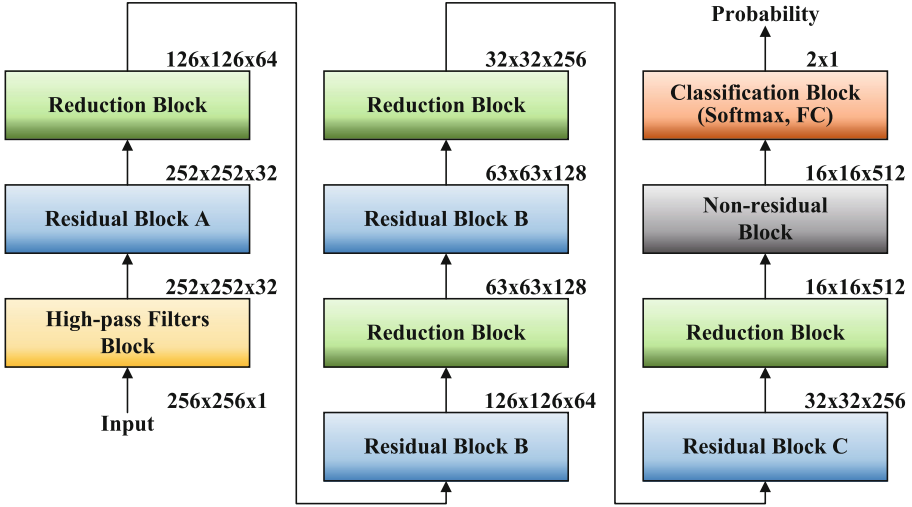 126x126x64
Reduction Block
252x252x32
Residual Block A
252x252x32
High-pass Filters
Block
256x256x1
Input
32x32x256
Reduction Block
63x63x128
Residual Block B
63x63x128
Reduction Block
126x126x64
Residual Block B
Probability
2x1
Classification Block
(Softmax, FC)
16x16x512
Non-residual
Block
16x16x512
Reduction Block
32x32x256
Residual Block C